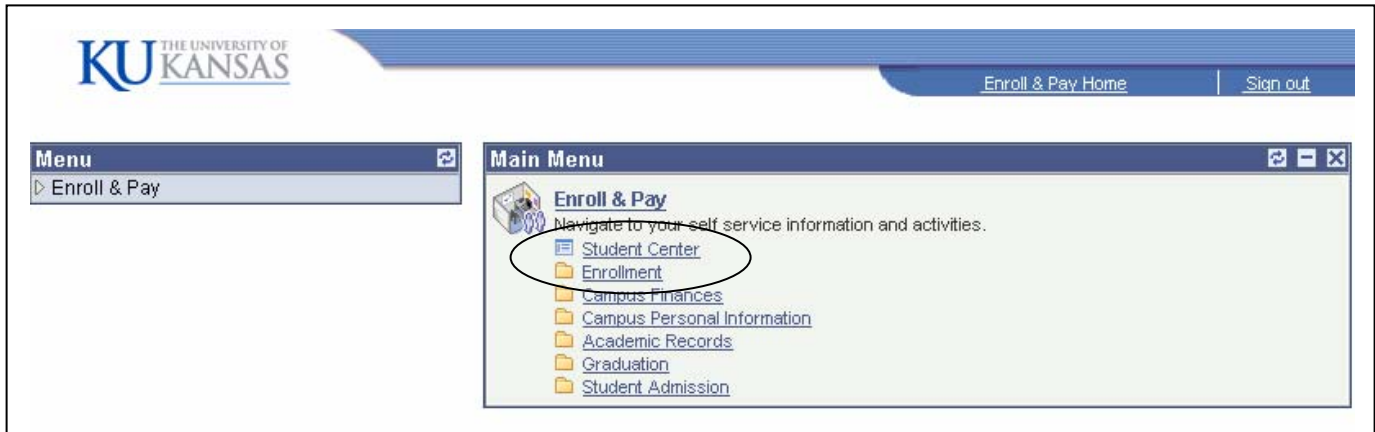 KU THE UNIVERSITY OF
KANSAS
Enroll & Pay Home
Sign out
Menu
Enroll & Pay
Main Menu
Enroll & Pay
Navigate to your self service information and activities.
Student Center
Enrollment
Campus Finances
Campus Personal Information
Academic Records
Graduation
Student Admission